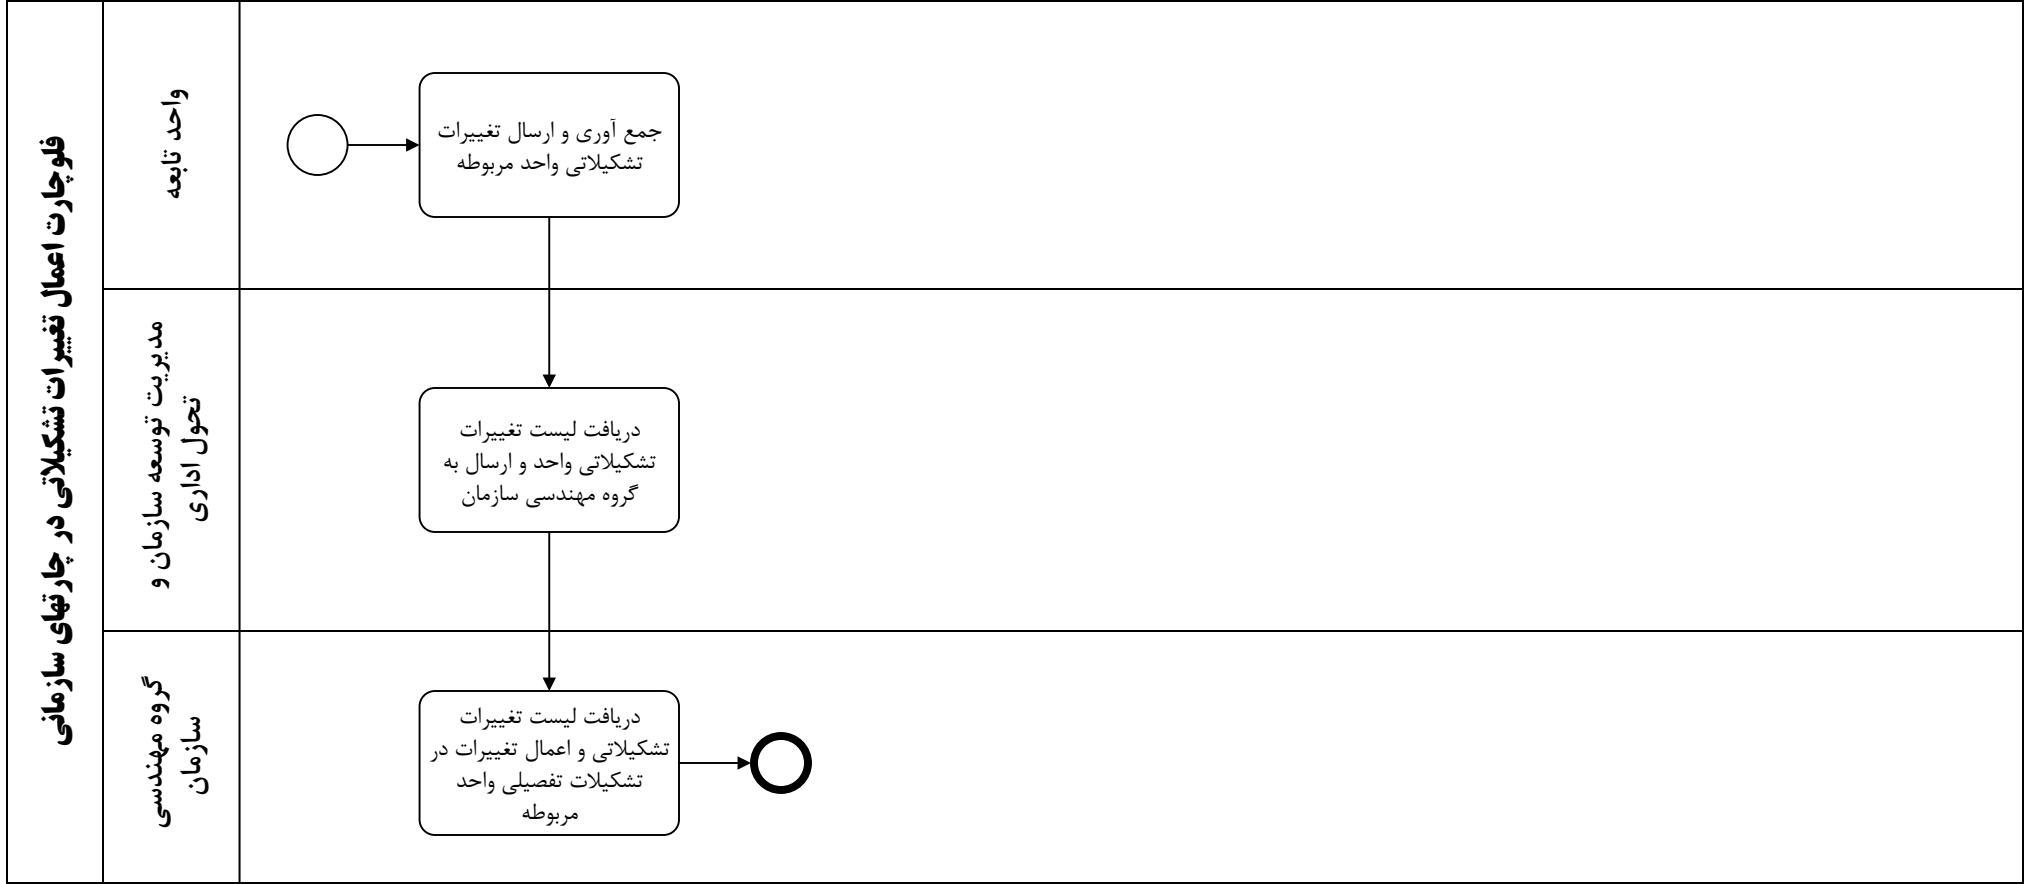 فلوچارت اعمال تغییرات تشکیلاتی در چارتهای سازمانی
واحد تابعه
جمع آوری و ارسال تغییرات
تشکیلاتی واحد مربوطه
مدیریت توسعه سازمان و
تحول اداری
دریافت لیست تغییرات
تشکیلاتی واحد و ارسال به
گروه مهندسی سازمان
گروه مهندسی
سازمان
دریافت لیست تغییرات
تشکیلاتی و اعمال تغییرات در
تشکیلات تفصیلی واحد
مربوطه